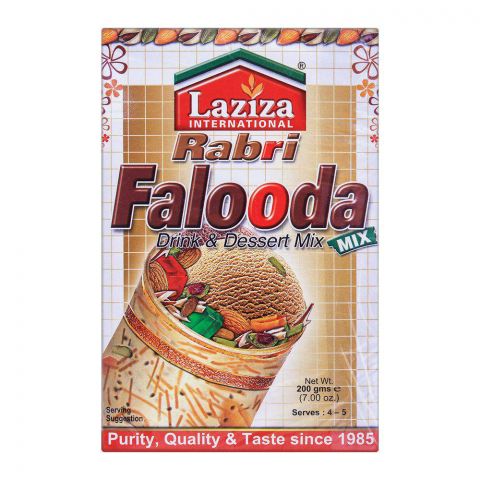 Laziza
®
INTERNATIONAL
Rabri
Falooda
Drink & Dessert Mix
MIX
Net Wt.
200 gms e
(7.00 oz.)
Serves : 4 – 5
Serving
Suggestion
Purity, Quality & Taste since 1985